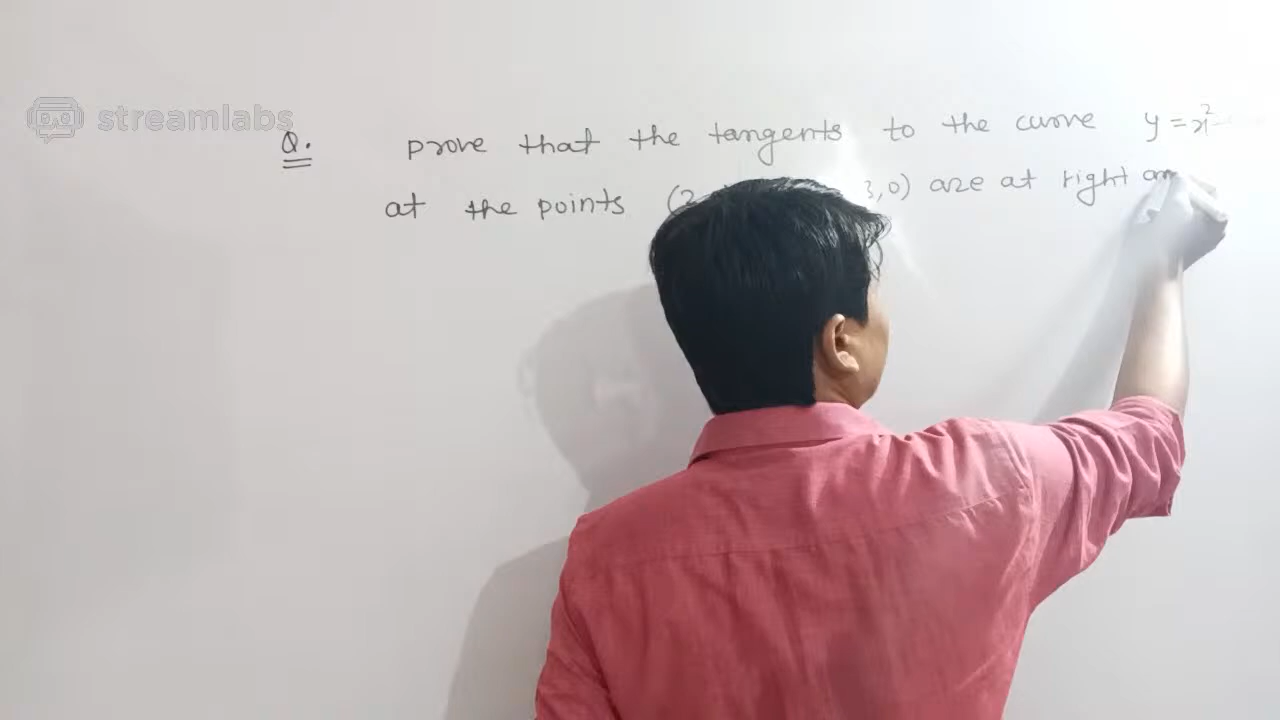 streamlabs
Q. prove that the tangents to the curve y = x²
at the points (2 3,0) are at right